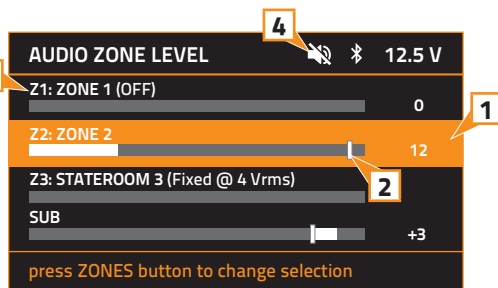 4
AUDIO ZONE LEVEL 12.5 V
Z1: ZONE 1 (OFF)
0
1
Z2: ZONE 2
12
2
Z3: STATEROOM 3 (Fixed @ 4 Vrms)
SUB
+3
press ZONES button to change selection